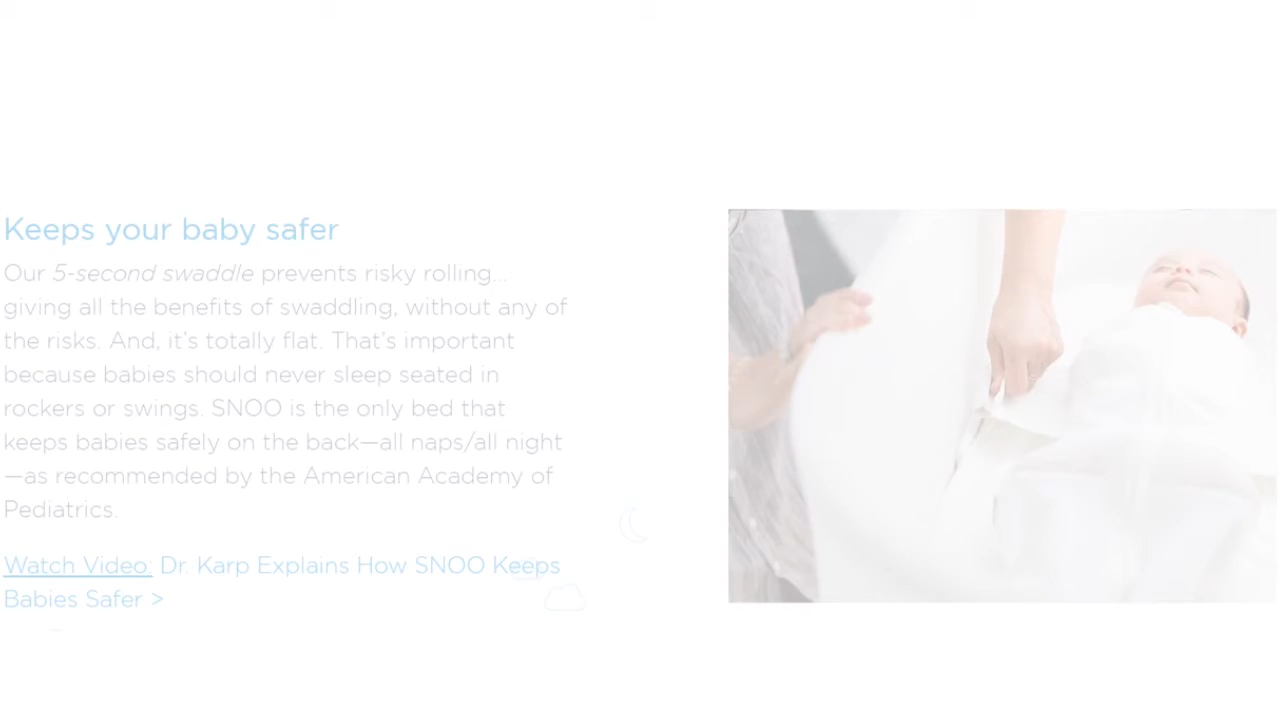 Keeps your baby safer
Our 5-second swaddle prevents risky rolling...
giving all the benefits of swaddling, without any of
the risks. And, it's totally flat. That's important
because babies should never sleep seated in
rockers or swings. SNOO is the only bed that
keeps babies safely on the back—all naps/all night
—as recommended by the American Academy of
Pediatrics.
Watch Video: Dr. Karp Explains How SNOO Keeps
Babies Safer >